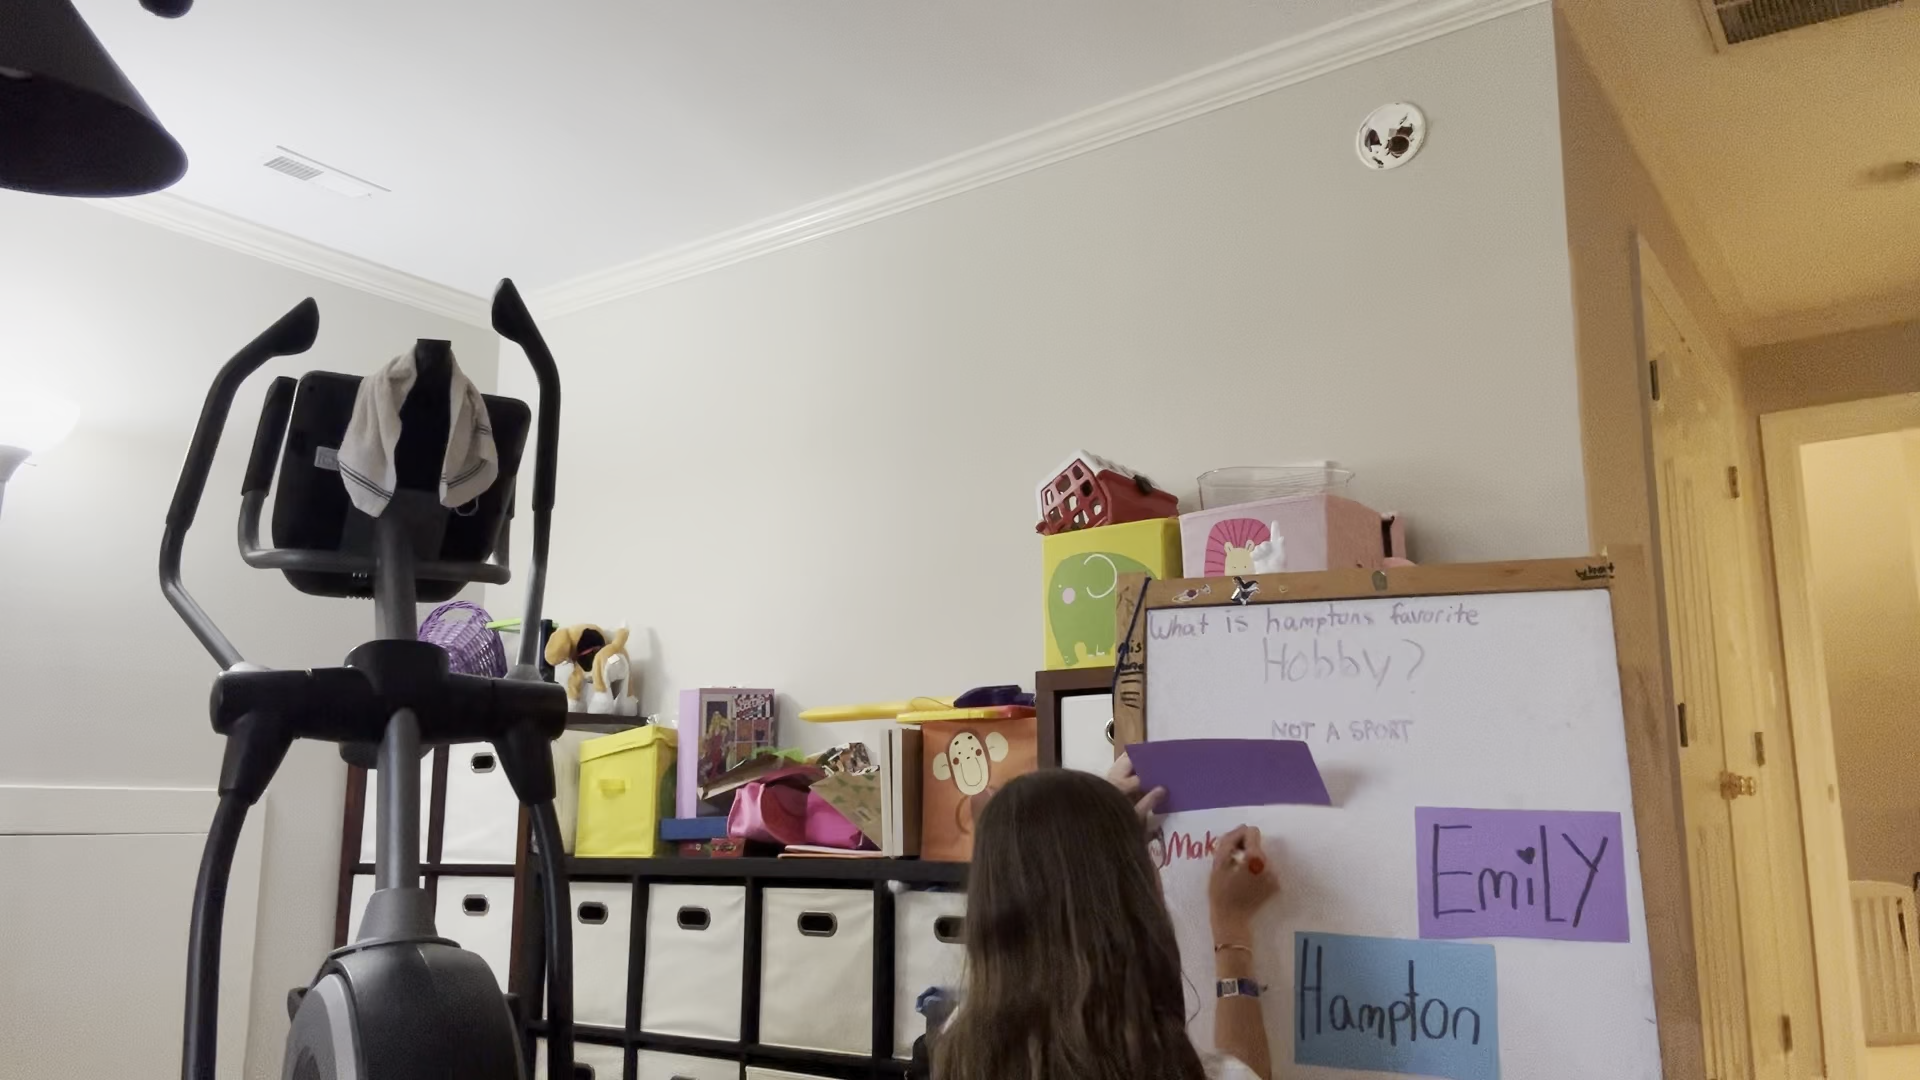 What is hamptons favorite
Hobby?
NOT A SPORT
Mak
Emily
Hampton